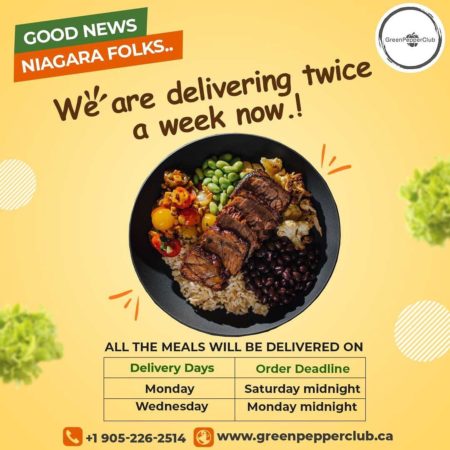 GOOD NEWS
NIAGARA FOLKS..
GreenPepperClub
We are delivering twice
a week now.!
ALL THE MEALS WILL BE DELIVERED ON
Delivery Days Order Deadline
Monday Saturday midnight
Wednesday Monday midnight
+1 905-226-2514 www.greenpepperclub.ca